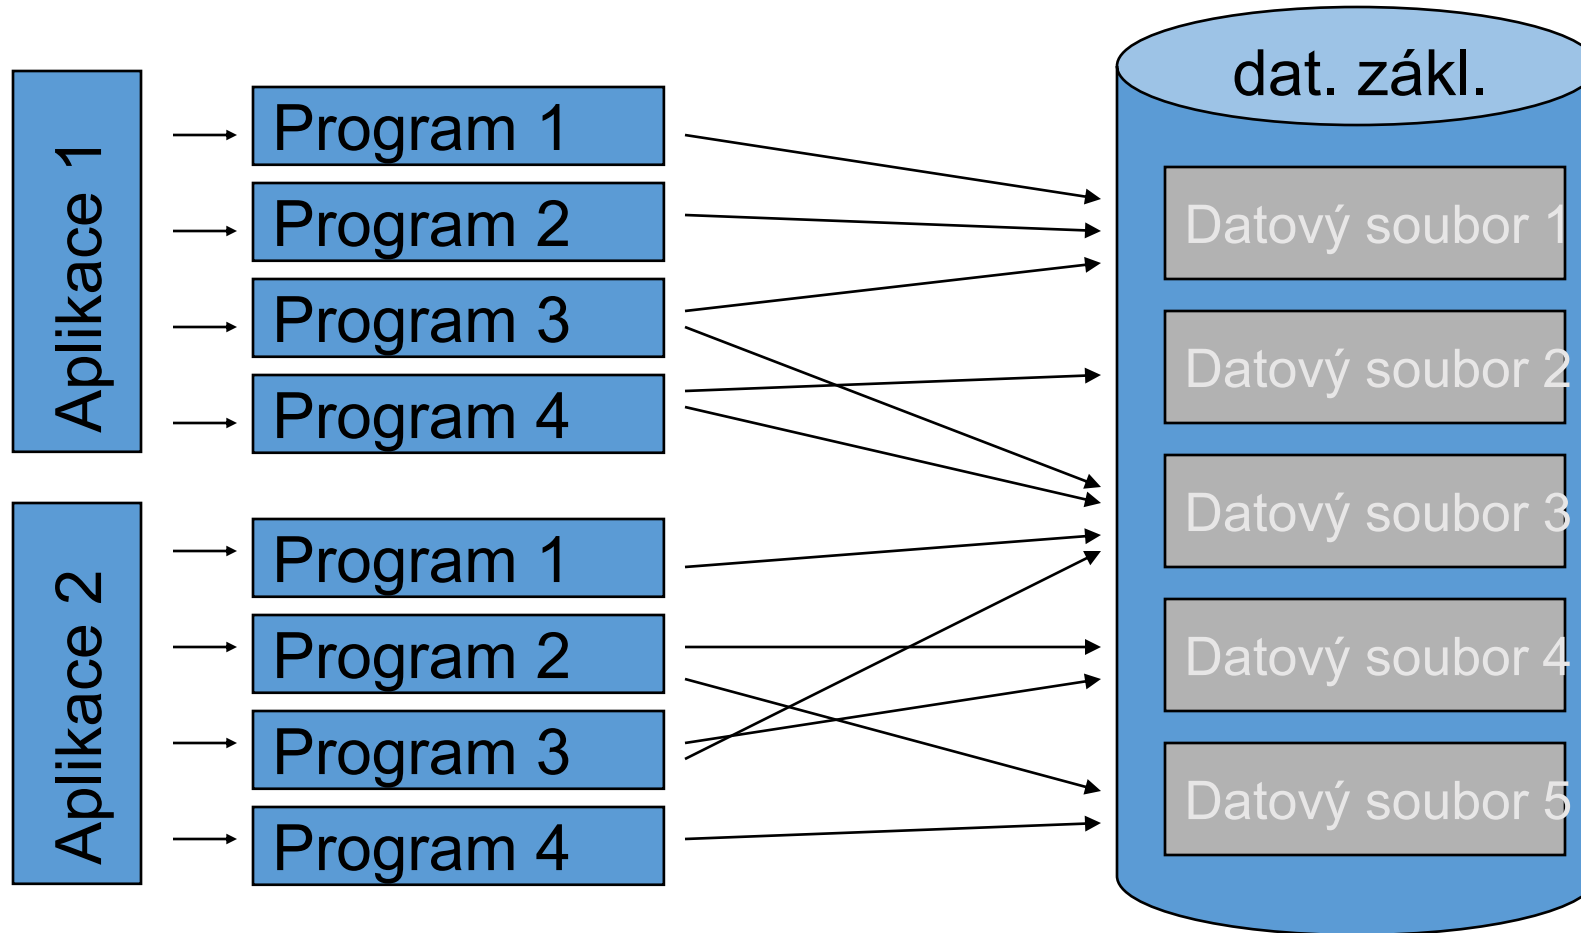 Aplikace 1
Program 1
Program 2
Program 3
Program 4
Aplikace 2
Program 1
Program 2
Program 3
Program 4
dat. zákl.
Datový soubor 1
Datový soubor 2
Datový soubor 3
Datový soubor 4
Datový soubor 5